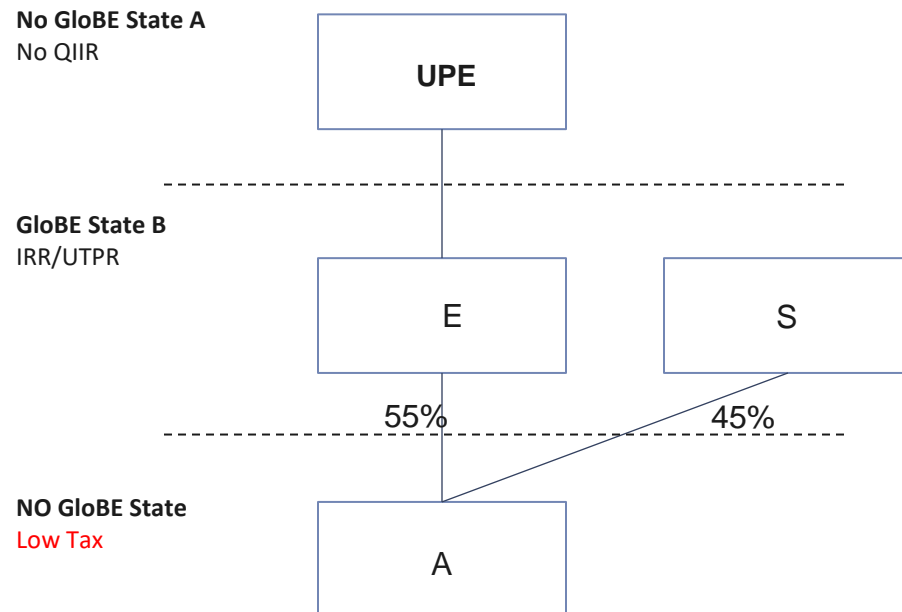 No GloBE State A
No QIIR
UPE
GloBE State B
IRR/UTPR
E
S
55%
45%
NO GloBE State
Low Tax
A